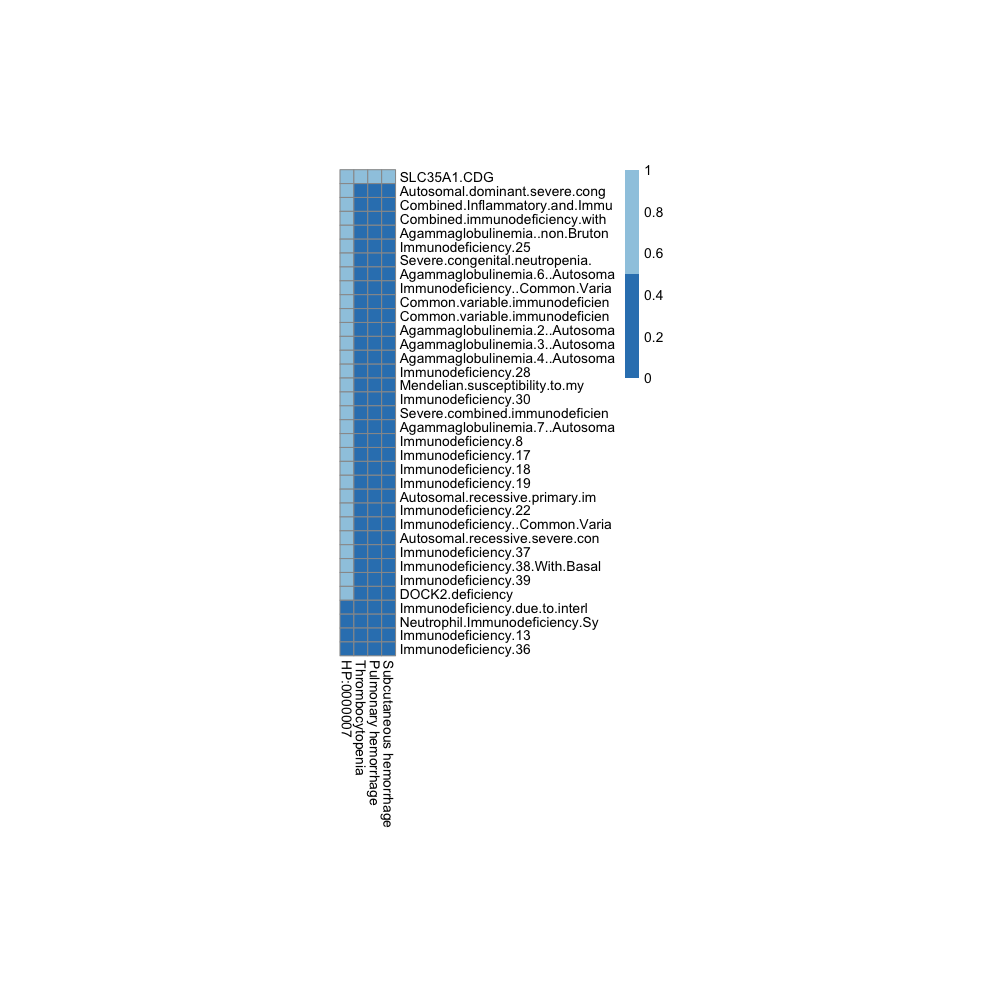 SLC35A1.CDG
Autosomal.dominant.severe.cong
Combined.Inflammatory.and.Immu
Combined.immunodeficiency.with
Agammaglobulinemia..non.Bruton
Immunodeficiency.25
Severe.congenital.neutropenia.
Agammaglobulinemia.6..Autosoma
Immunodeficiency..Common.Varia
Common.variable.immunodeficien
Common.variable.immunodeficien
Agammaglobulinemia.2..Autosoma
Agammaglobulinemia.3..Autosoma
Agammaglobulinemia.4..Autosoma
Immunodeficiency.28
Mendelian.susceptibility.to.my
Immunodeficiency.30
Severe.combined.immunodeficien
Agammaglobulinemia.7..Autosoma
Immunodeficiency.8
Immunodeficiency.17
Immunodeficiency.18
Immunodeficiency.19
Autosomal.recessive.primary.im
Immunodeficiency.22
Immunodeficiency..Common.Varia
Autosomal.recessive.severe.con
Immunodeficiency.37
Immunodeficiency.38.With.Basal
Immunodeficiency.39
DOCK2.deficiency
Immunodeficiency.due.to.interl
Neutrophil.Immunodeficiency.Sy
Immunodeficiency.13
Immunodeficiency.36
HP:0000007
Thrombocytopenia
Pulmonary hemorrhage
Subcutaneous hemorrhage
1
0.8
0.6
0.4
0.2
0